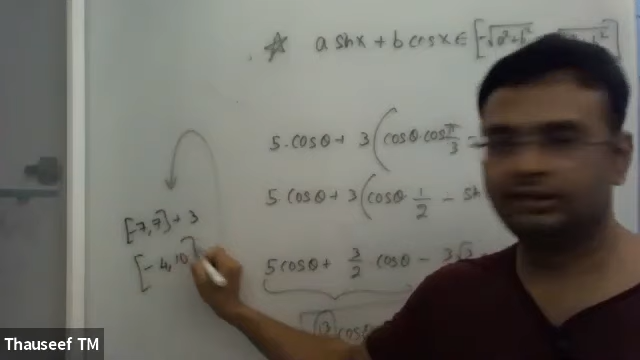 ☆ a sinx + b cosx ∈ [-√a²+b², √a²+b²]
5.cosθ + 3 (cosθ.cos π/3 -
5 cosθ + 3 (cosθ. 1/2 -
[-7,7] + 3
[-4,10]
5 cosθ + 3/2 cosθ - 3√3
13 cosθ
Thauseef TM